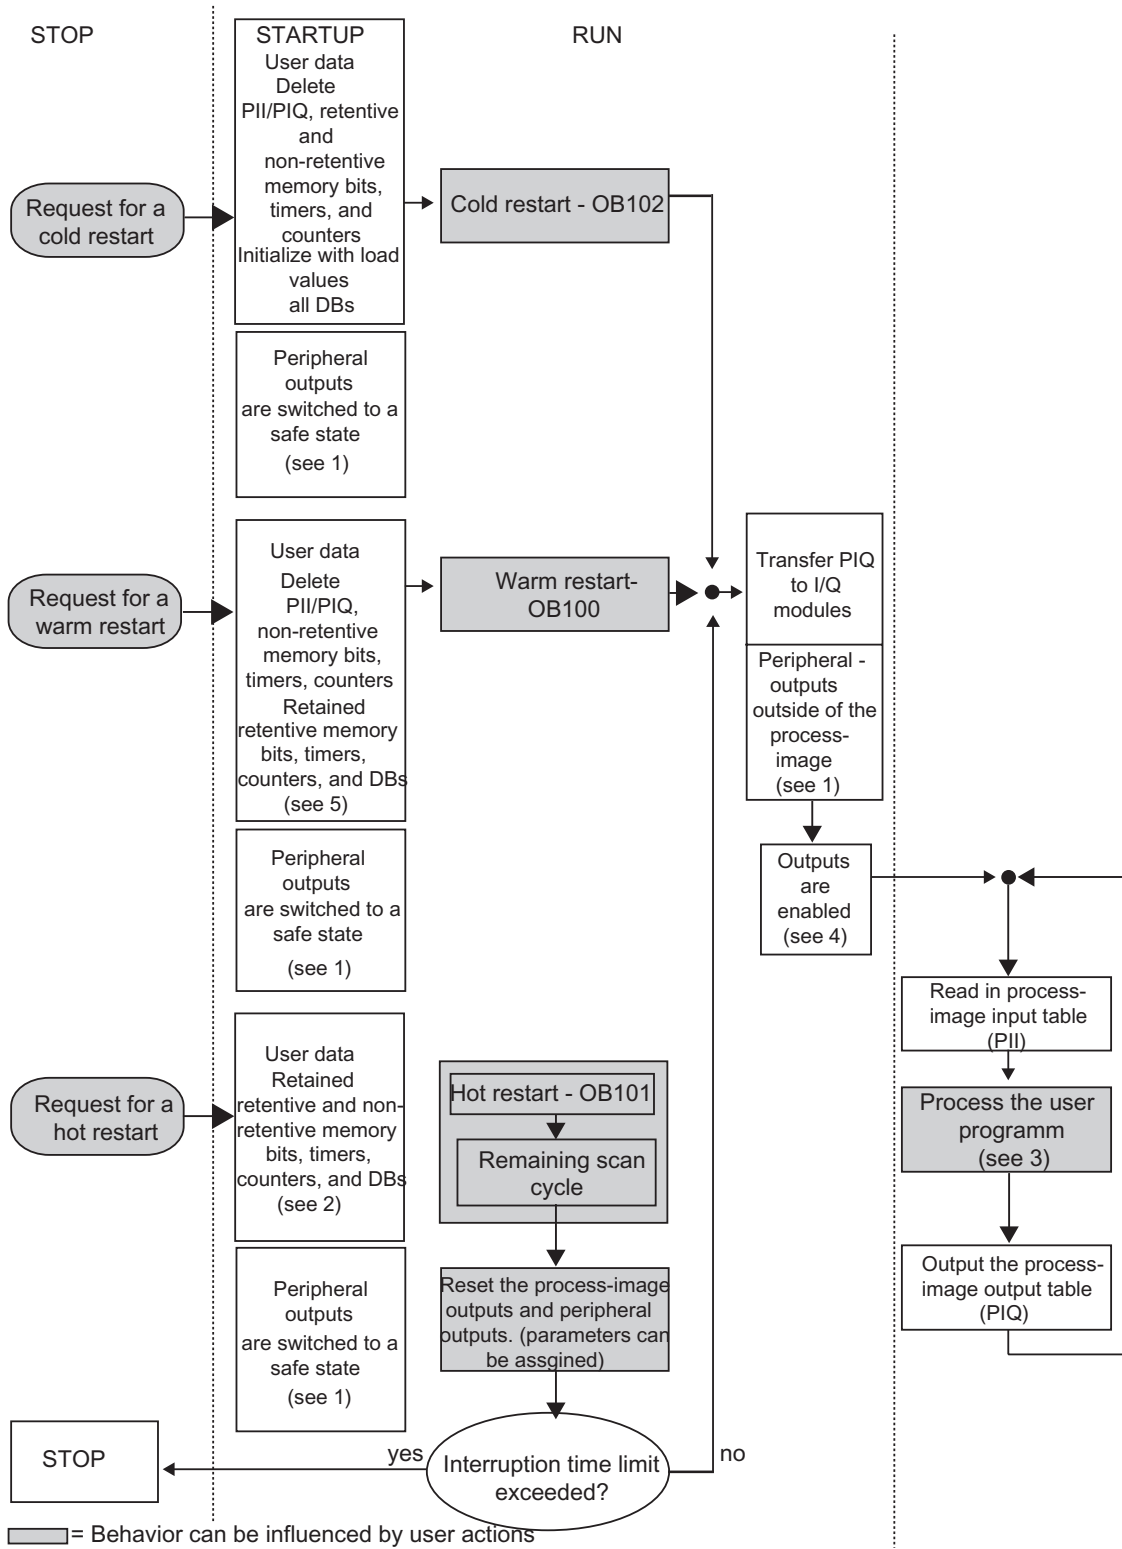 STOP
STARTUP
RUN
User data
Delete
PII/PIQ, retentive
and
non-retentive
memory bits,
timers, and
counters
Initialize with load
values
all DBs
Request for a
cold restart
Cold restart - OB102
Peripheral
outputs
are switched to a
safe state
(see 1)
User data
Delete
PII/PIQ,
non-retentive
memory bits,
timers, counters
Retained
retentive memory
bits, timers,
counters, and DBs
(see 5)
Request for a
warm restart
Warm restart-
OB100
Transfer PIQ
to I/Q
modules
Peripheral -
outputs
outside of the
process-
image
(see 1)
Peripheral
outputs
are switched to a
safe state
(see 1)
Outputs
are
enabled
(see 4)
Read in process-
image input table
(PII)
User data
Retained
retentive and non-
retentive memory
bits, timers,
counters, and DBs
(see 2)
Request for a
hot restart
Hot restart - OB101
Remaining scan
cycle
Process the user
programm
(see 3)
Output the process-
image output table
(PIQ)
Peripheral
outputs
are switched to a
safe state
(see 1)
Reset the process-image
outputs and peripheral
outputs. (parameters can
be assgined)
STOP
yes
Interruption time limit
exceeded?
no
= Behavior can be influenced by user actions